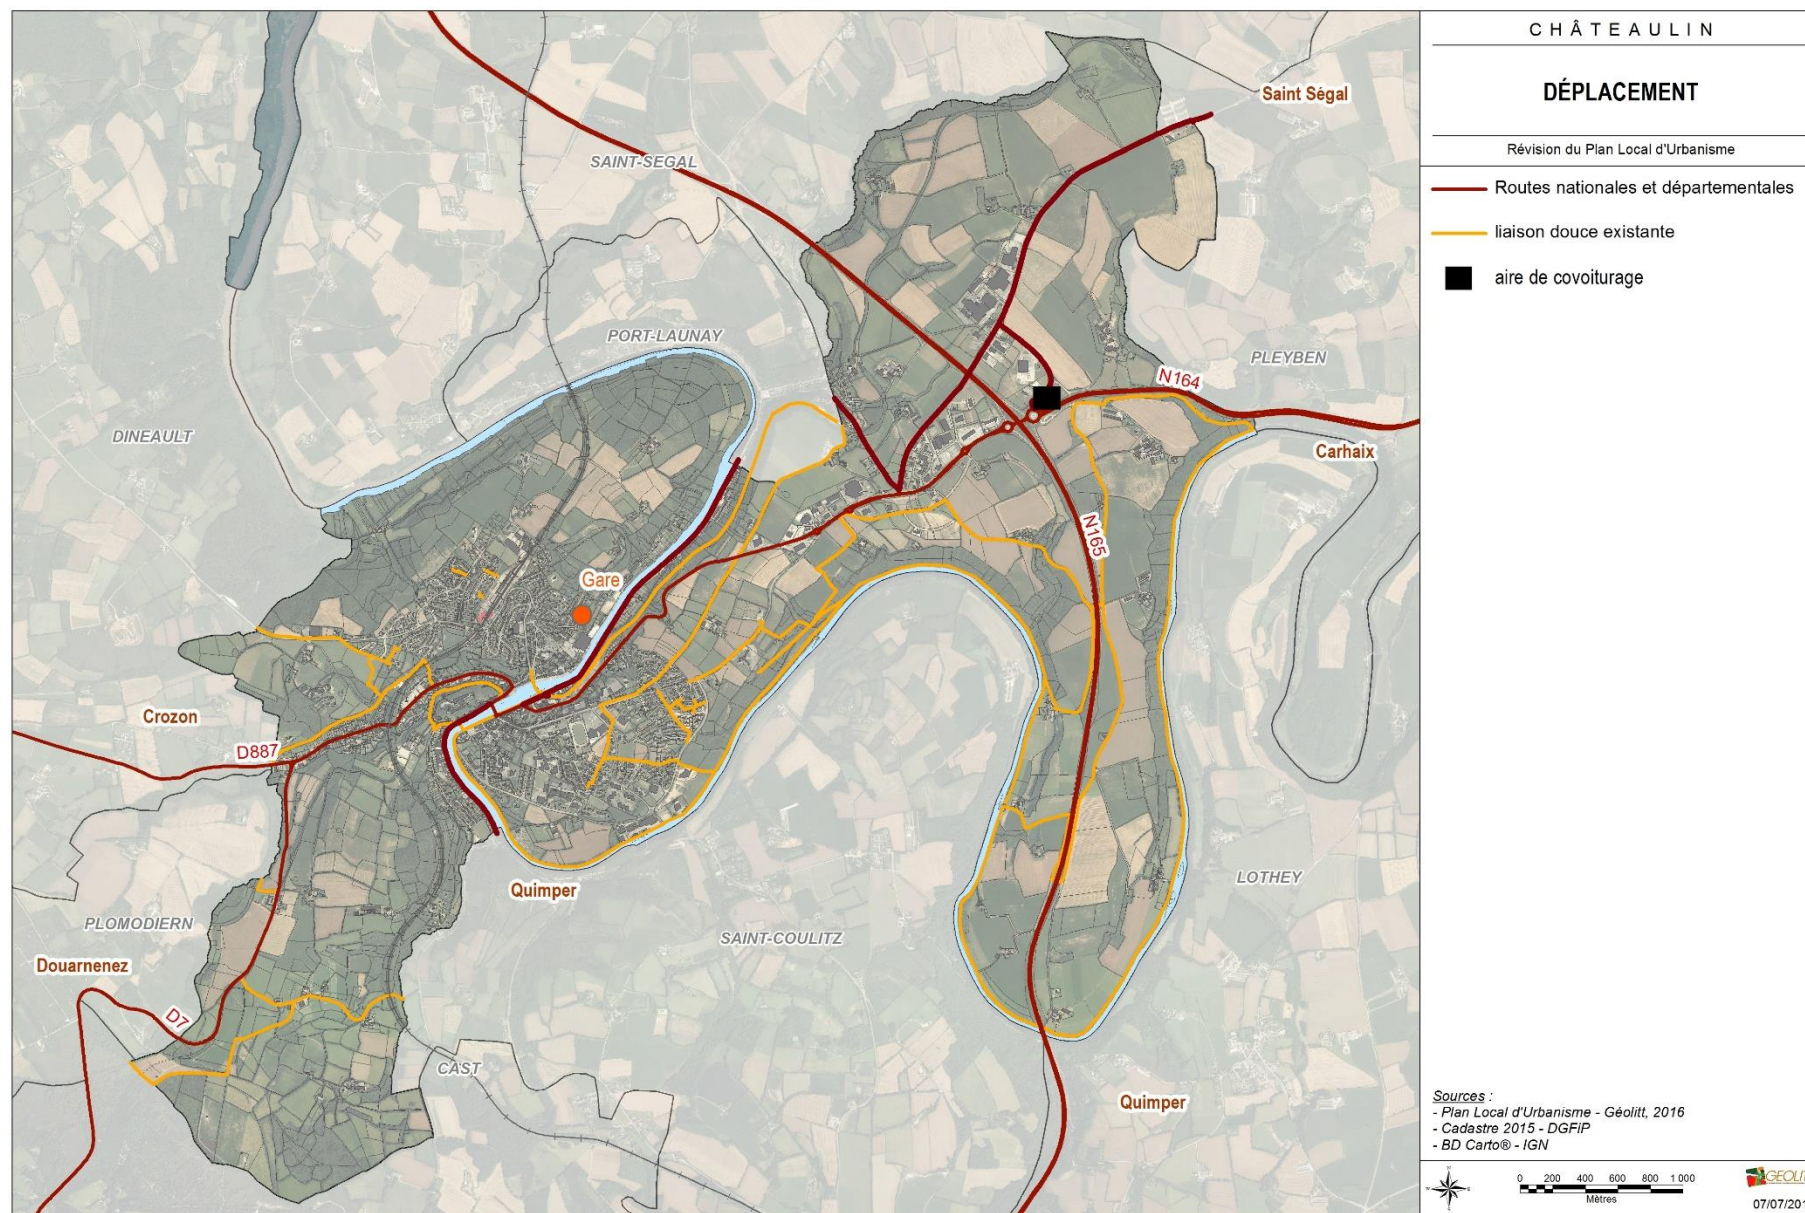 CHÂTEAULIN
DÉPLACEMENT
Révision du Plan Local d'Urbanisme
Routes nationales et départementales
liaison douce existante
aire de covoiturage
Saint Ségal
SAINT-SEGAL
PORT-LAUNAY
PLEYBEN
N164
DINEAULT
Carhaix
N165
Gare
Crozon
D887
Quimper
LOTHEY
PLOMODIERN
SAINT-COULITZ
Douarnenez
D7
CAST
Quimper
Sources :
- Plan Local d'Urbanisme - Géolitt, 2016
- Cadastre 2015 - DGFiP
- BD Carto® - IGN
0 200 400 600 800 1 000
Mètres